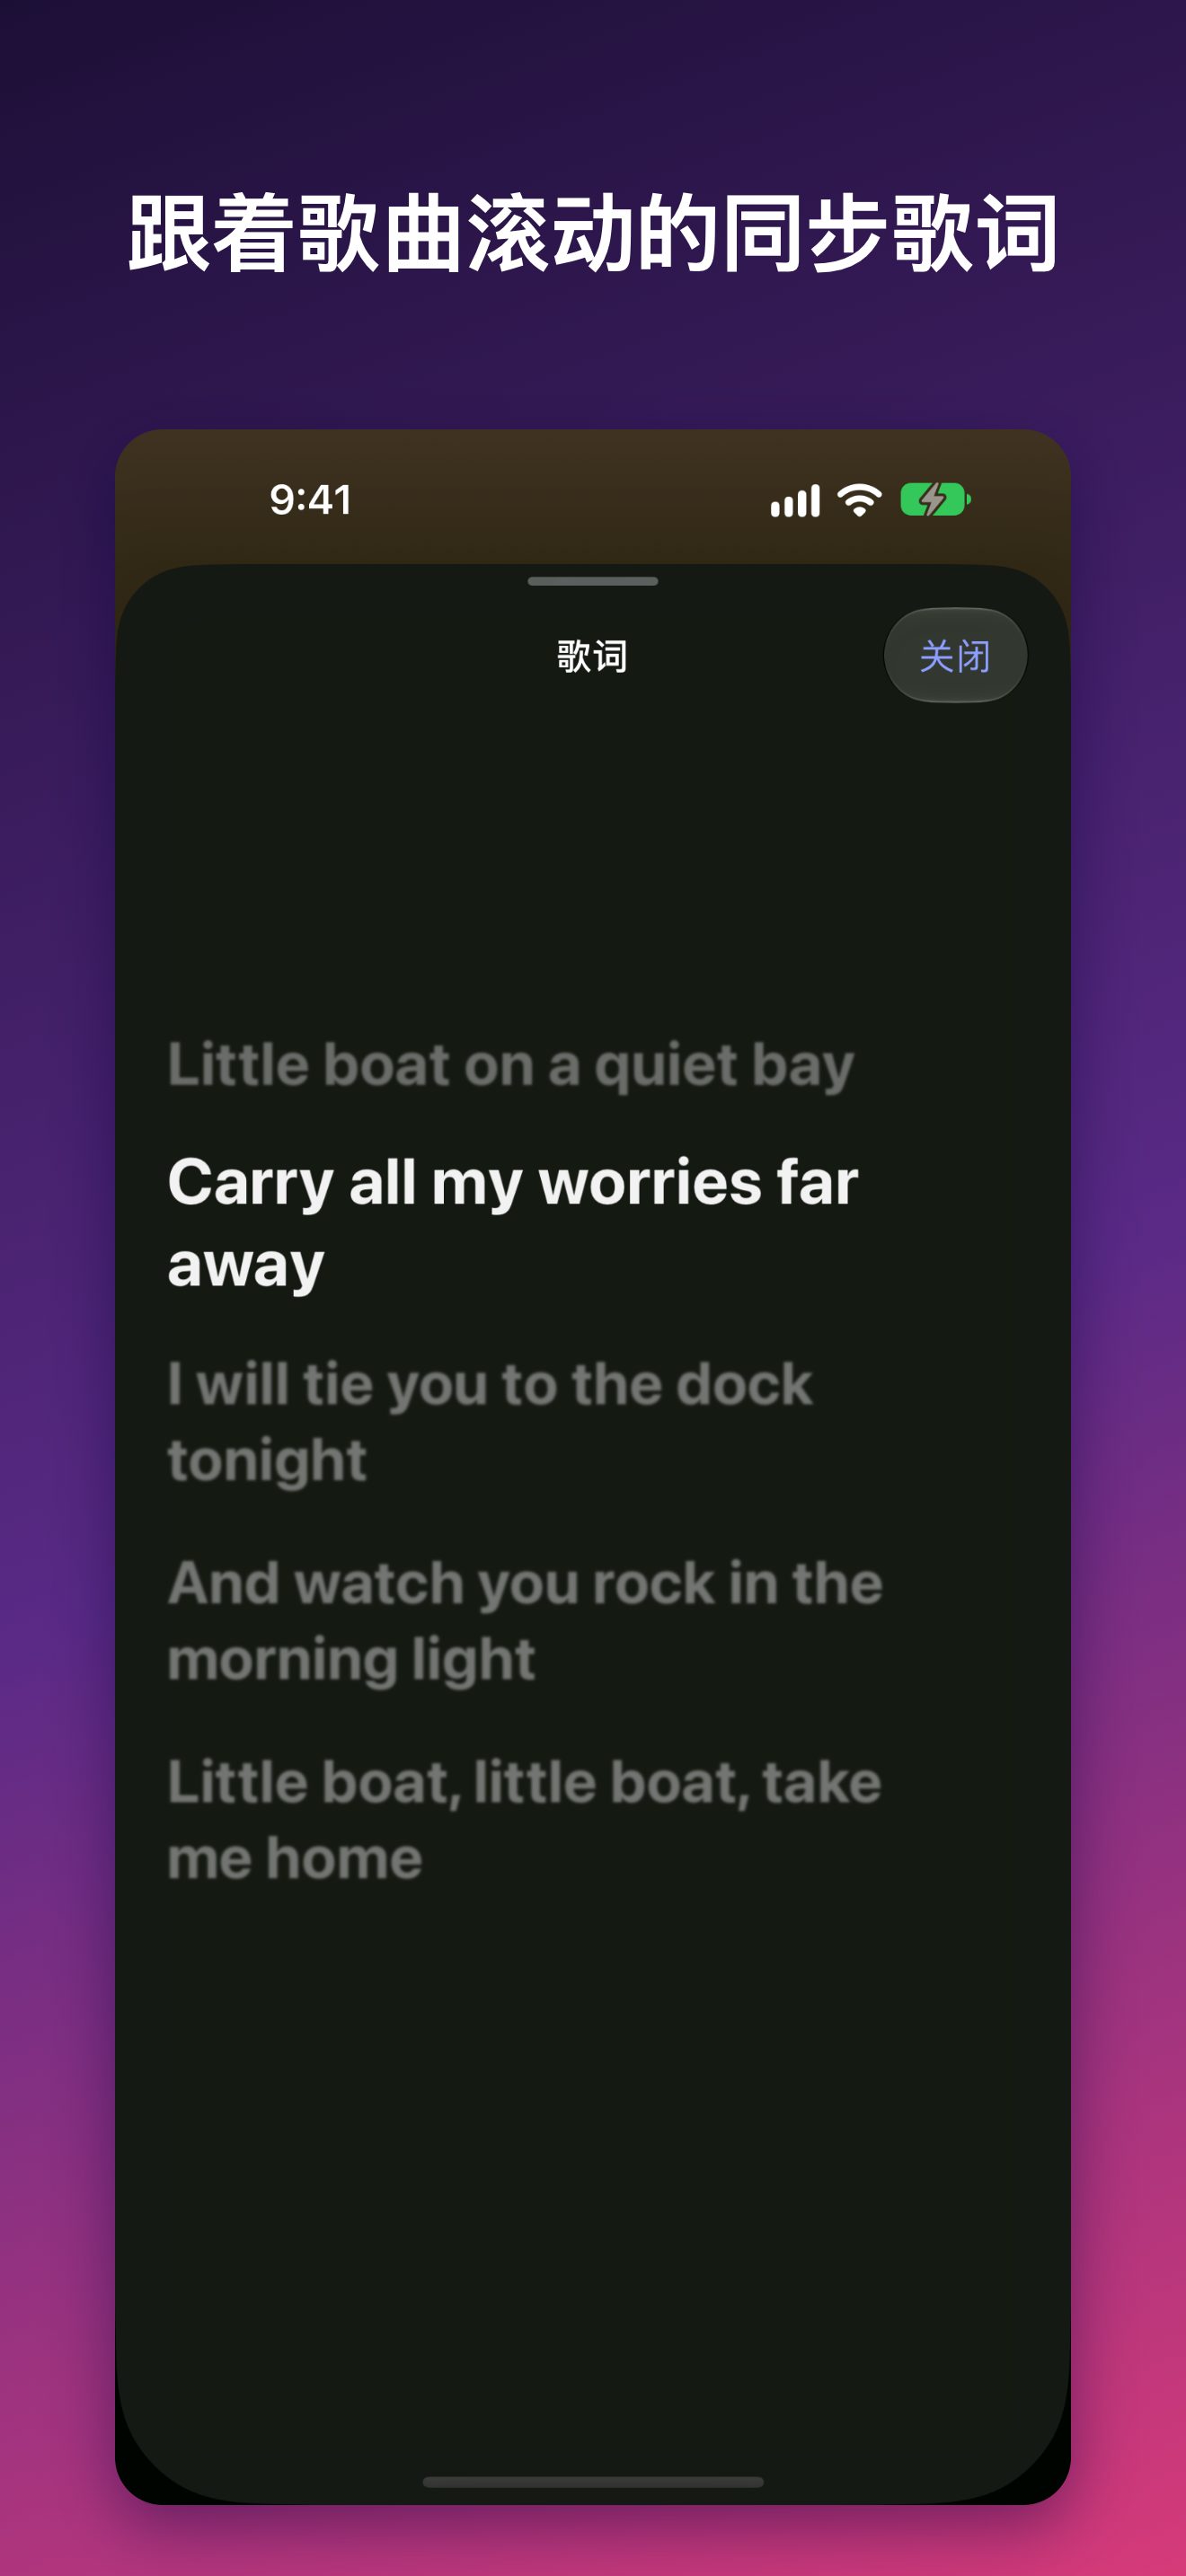 跟着歌曲滚动的同步歌词
9:41
歌词
关闭
Little boat on a quiet bay
Carry all my worries far
away
I will tie you to the dock
tonight
And watch you rock in the
morning light
Little boat, little boat, take
me home